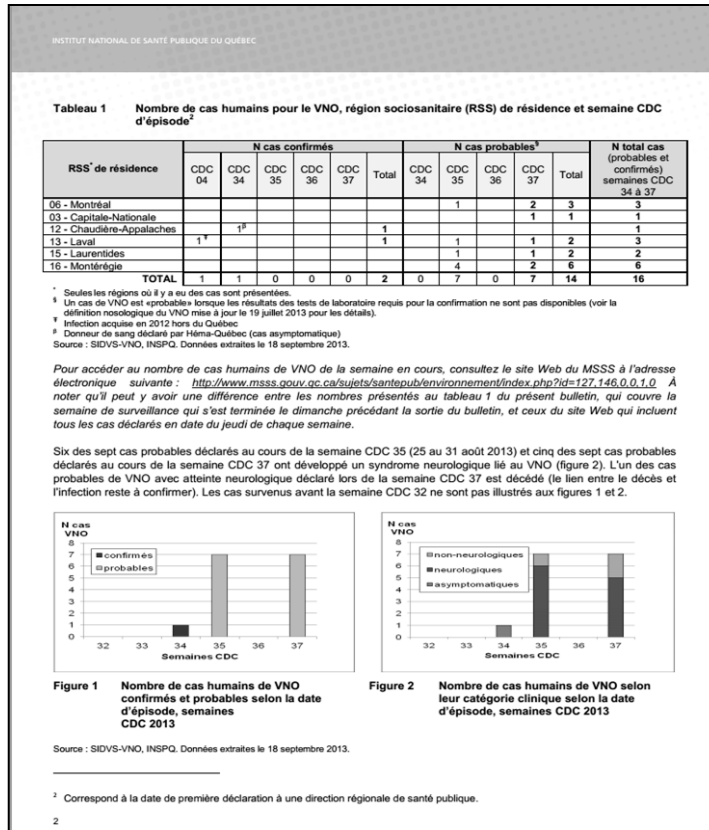 INSTITUT NATIONAL DE SANTÉ PUBLIQUE DU QUÉBEC
Tableau 1 Nombre de cas humains pour le VNO, région sociosanitaire (RSS) de résidence et semaine CDC
d'épisode²
RSS* de résidence N cas confirmés N cas probables§ N total cas
(probables et
confirmés)
semaines CDC
34 à 37
CDC 04 CDC 34 CDC 35 CDC 36 CDC 37 Total CDC 34 CDC 35 CDC 36 CDC 37 Total
06 - Montréal 1 2 3 3
03 - Capitale-Nationale 1 1 1
12 - Chaudière-Appalaches 1β 1 1
13 - Laval 1Ŧ 1 1 1 2 3
15 - Laurentides 1 1 2 2
16 - Montérégie 4 2 6 6
TOTAL 1 1 0 0 0 2 0 7 0 7 14 16
* Seules les régions où il y a eu des cas sont présentées.
§ Un cas de VNO est «probable» lorsque les résultats des tests de laboratoire requis pour la confirmation ne sont pas disponibles (voir la
définition nosologique du VNO mise à jour le 19 juillet 2013 pour les détails).
Ŧ Infection acquise en 2012 hors du Québec
β Donneur de sang déclaré par Héma-Québec (cas asymptomatique)
Source : SIDVS-VNO, INSPQ. Données extraites le 18 septembre 2013.
Pour accéder au nombre de cas humains de VNO de la semaine en cours, consultez le site Web du MSSS à l'adresse
électronique suivante : http://www.msss.gouv.qc.ca/sujets/santepub/environnement/index.php?id=127,146,0,0,1,0 À
noter qu'il peut y avoir une différence entre les nombres présentés au tableau 1 du présent bulletin, qui couvre la
semaine de surveillance qui s'est terminée le dimanche précédant la sortie du bulletin, et ceux du site Web qui incluent
tous les cas déclarés en date du jeudi de chaque semaine.
Six des sept cas probables déclarés au cours de la semaine CDC 35 (25 au 31 août 2013) et cinq des sept cas probables
déclarés au cours de la semaine CDC 37 ont développé un syndrome neurologique lié au VNO (figure 2). L'un des cas
probables de VNO avec atteinte neurologique déclaré lors de la semaine CDC 37 est décédé (le lien entre le décès et
l'infection reste à confirmer). Les cas survenus avant la semaine CDC 32 ne sont pas illustrés aux figures 1 et 2.
N cas
VNO
8
7
6
5
4
3
2
1
0
confirmés
probables
32 33 34 35 36 37
Semaines CDC
Figure 1 Nombre de cas humains de VNO
confirmés et probables selon la date
d'épisode, semaines
CDC 2013
N cas
VNO
8
7
6
5
4
3
2
1
0
non-neurologiques
neurologiques
asymptomatiques
32 33 34 35 36 37
Semaines CDC
Figure 2 Nombre de cas humains de VNO selon
leur catégorie clinique selon la date
d'épisode, semaines CDC 2013
Source : SIDVS-VNO, INSPQ. Données extraites le 18 septembre 2013.
² Correspond à la date de première déclaration à une direction régionale de santé publique.
2